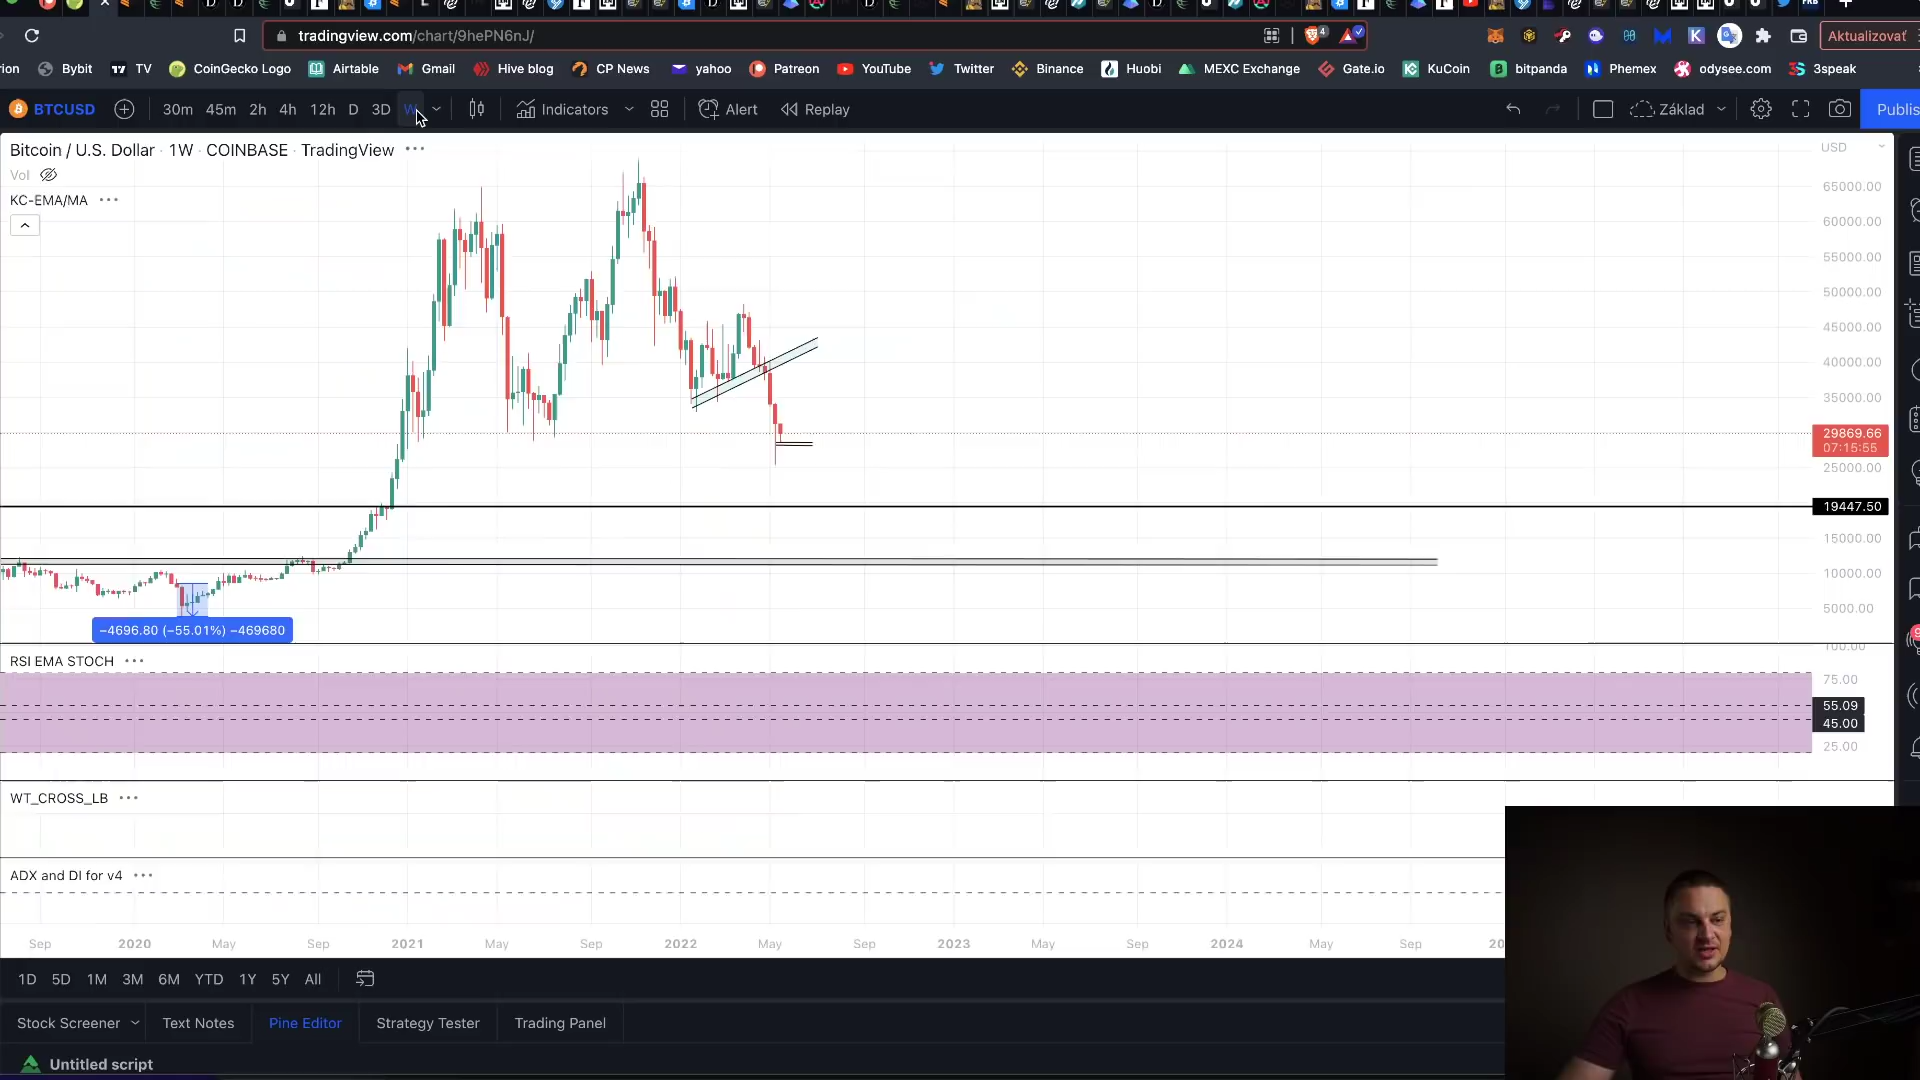 tradingview.com/chart/9hePN6nJ/
4
Aktualizovať
rion
Bybit
TV
CoinGecko Logo
Airtable
Gmail
Hive blog
CP News
yahoo
Patreon
YouTube
Twitter
Binance
Huobi
MEXC Exchange
Gate.io
KuCoin
bitpanda
Phemex
odysee.com
3speak
BTCUSD
30m
45m
2h
4h
12h
D
3D
W
Indicators
Alert
Replay
Základ
Publis
Bitcoin / U.S. Dollar · 1W · COINBASE · TradingView
USD
Vol
KC-EMA/MA
65000.00
60000.00
55000.00
50000.00
45000.00
40000.00
35000.00
29869.66
07:15:55
25000.00
19447.50
15000.00
10000.00
5000.00
−4696.80 (−55.01%) −469680
RSI EMA STOCH
100.00
75.00
55.09
45.00
25.00
WT_CROSS_LB
ADX and DI for v4
Sep
2020
May
Sep
2021
May
Sep
2022
May
Sep
2023
May
Sep
2024
May
Sep
20
1D
5D
1M
3M
6M
YTD
1Y
5Y
All
Stock Screener
Text Notes
Pine Editor
Strategy Tester
Trading Panel
Untitled script